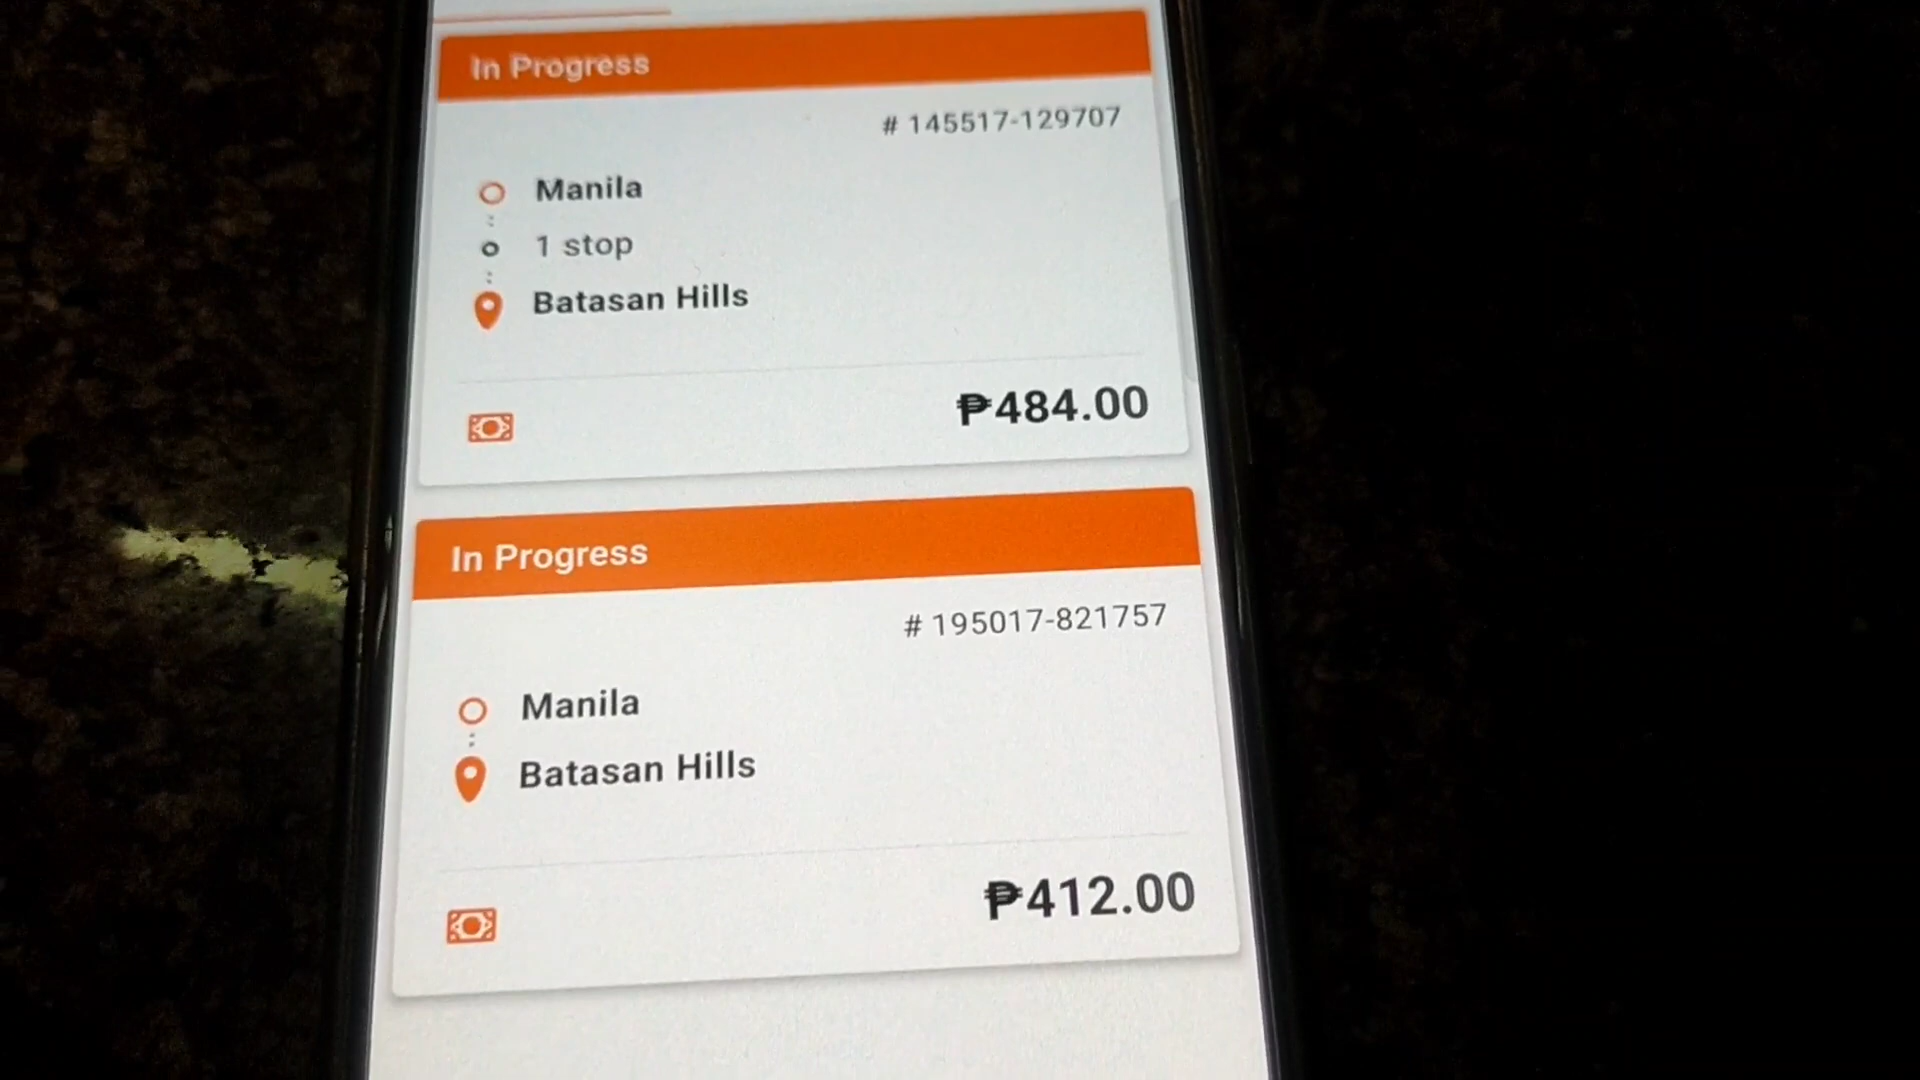 In Progress
# 145517-129707
Manila
1 stop
Batasan Hills
₱484.00
In Progress
# 195017-821757
Manila
Batasan Hills
₱412.00